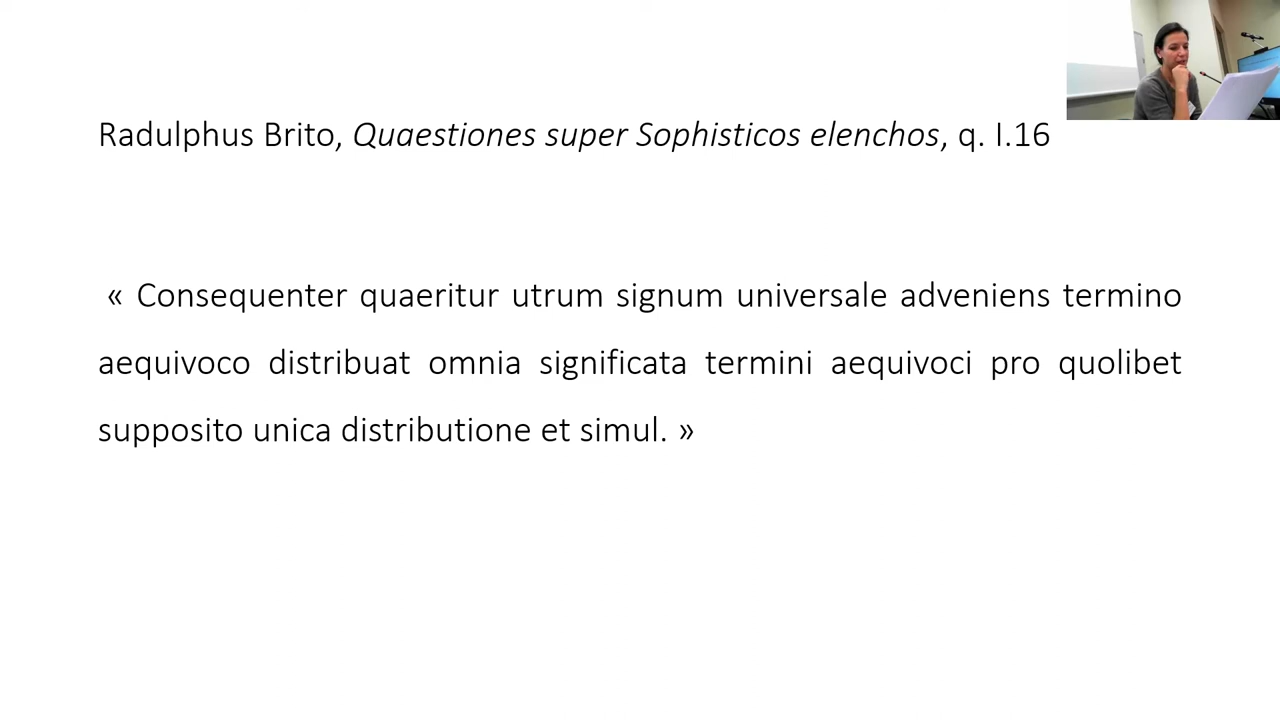 Radulphus Brito, Quaestiones super Sophisticos elenchos, q. I.16
« Consequenter quaeritur utrum signum universale adveniens termino
aequivoco distribuat omnia significata termini aequivoci pro quolibet
supposito unica distributione et simul. »